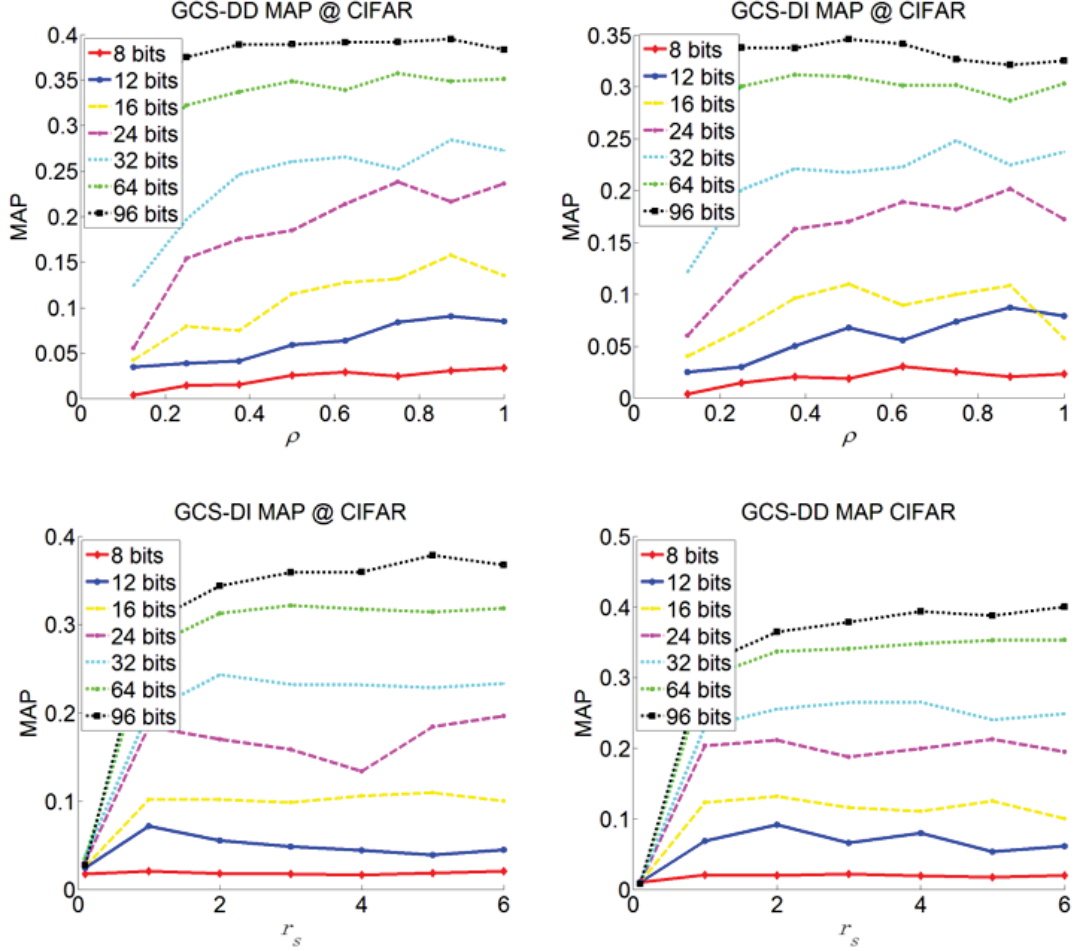 GCS-DD MAP @ CIFAR
0.4
0.35
0.3
0.25
0.2
0.15
0.1
0.05
0
MAP
8 bits
12 bits
16 bits
24 bits
32 bits
64 bits
96 bits
0 0.2 0.4 0.6 0.8 1
ρ
GCS-DI MAP @ CIFAR
0.35
0.3
0.25
0.2
0.15
0.1
0.05
0
MAP
8 bits
12 bits
16 bits
24 bits
32 bits
64 bits
96 bits
0 0.2 0.4 0.6 0.8 1
ρ
GCS-DI MAP @ CIFAR
0.4
0.3
0.2
0.1
0
MAP
8 bits
12 bits
16 bits
24 bits
32 bits
64 bits
96 bits
0 2 4 6
r_s
GCS-DD MAP CIFAR
0.5
0.4
0.3
0.2
0.1
0
MAP
8 bits
12 bits
16 bits
24 bits
32 bits
64 bits
96 bits
0 2 4 6
r_s